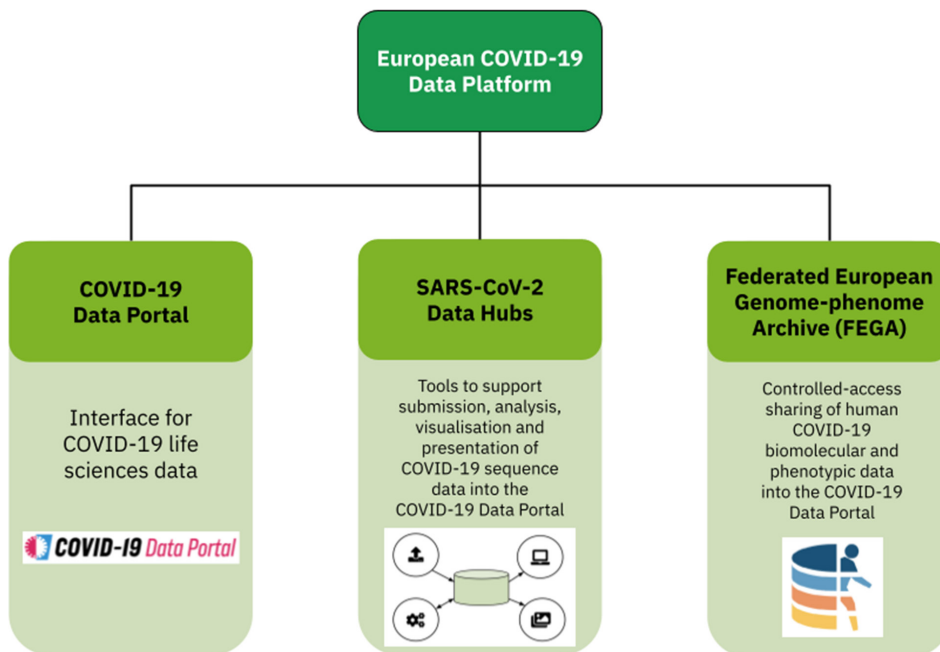 European COVID-19
Data Platform
COVID-19
Data Portal
Interface for
COVID-19 life
sciences data
COVID-19 Data Portal
SARS-CoV-2
Data Hubs
Tools to support
submission, analysis,
visualisation and
presentation of
COVID-19 sequence
data into the
COVID-19 Data Portal
Federated European
Genome-phenome
Archive (FEGA)
Controlled-access
sharing of human
COVID-19
biomolecular and
phenotypic data
into the COVID-19
Data Portal